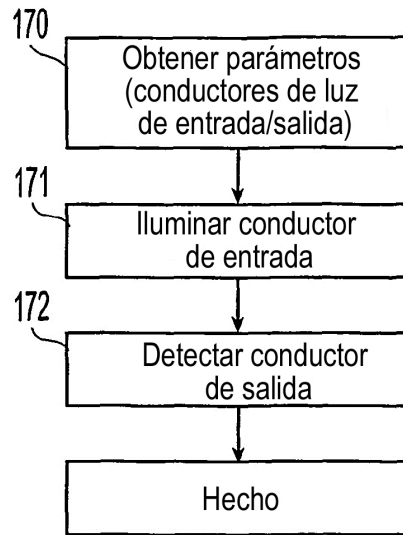 170
Obtener parámetros
(conductores de luz
de entrada/salida)
171
Iluminar conductor
de entrada
172
Detectar conductor
de salida
Hecho